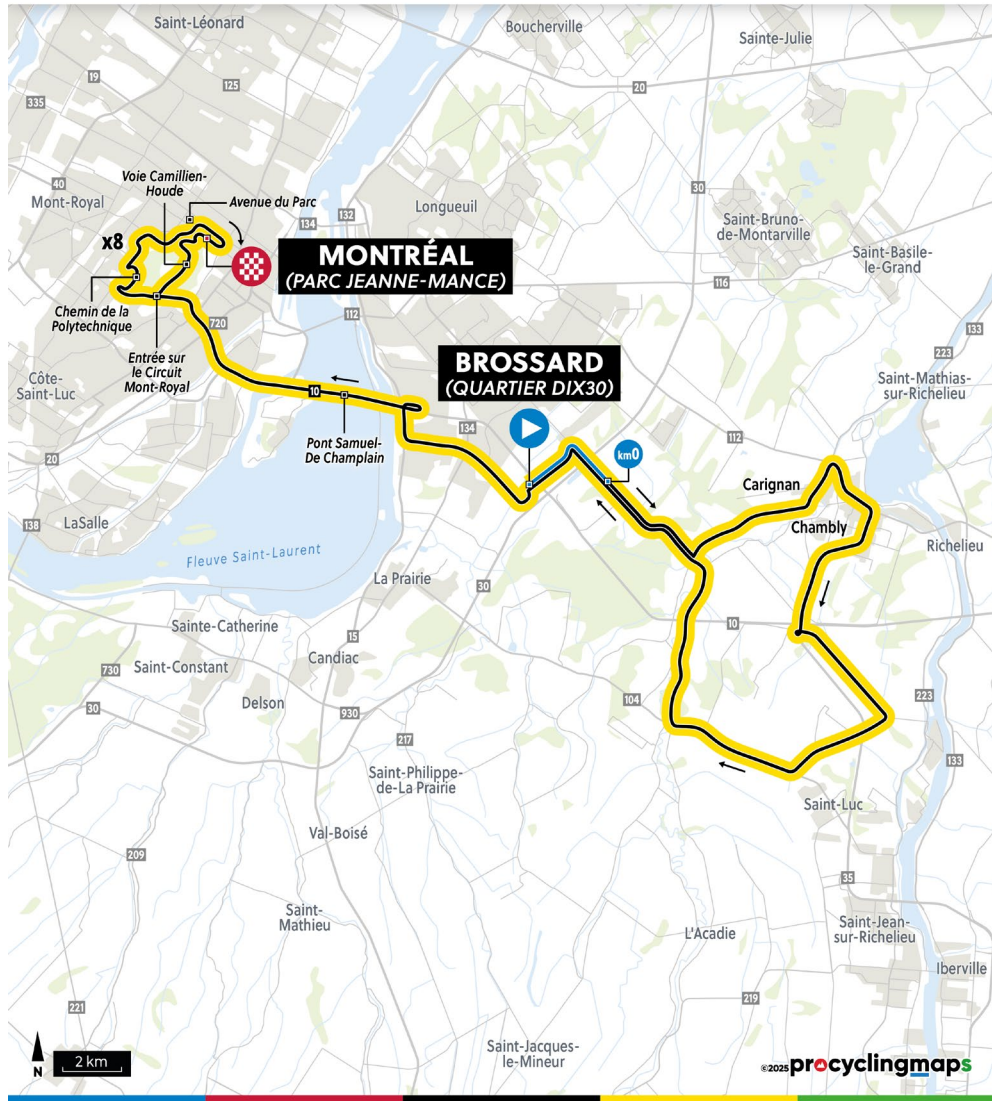 Saint-Léonard
Boucherville
Sainte-Julie
19
125
20
335
40
Voie Camillien-
Houde
Mont-Royal
Avenue du Parc
134
132
Longueuil
30
Saint-Bruno-
de-Montarville
x8
MONTRÉAL
(PARC JEANNE-MANCE)
Saint-Basile-
le-Grand
116
Chemin de la
Polytechnique
720
112
133
Entrée sur
le Circuit
Mont-Royal
BROSSARD
(QUARTIER DIX30)
223
Côte-
Saint-Luc
Saint-Mathias-
sur-Richelieu
10
134
112
Pont Samuel-
De Champlain
20
km0
Carignan
138
LaSalle
Chambly
Richelieu
Fleuve Saint-Laurent
La Prairie
30
Sainte-Catherine
10
15
Saint-Constant
Candiac
730
Delson
104
223
30
930
217
133
Saint-Philippe-
de-La Prairie
Saint-Luc
Val-Boisé
209
35
Saint-
Mathieu
L'Acadie
Saint-Jean-
sur-Richelieu
Iberville
219
221
Saint-Jacques-
le-Mineur
N
2 km
©2025 procyclingmaps